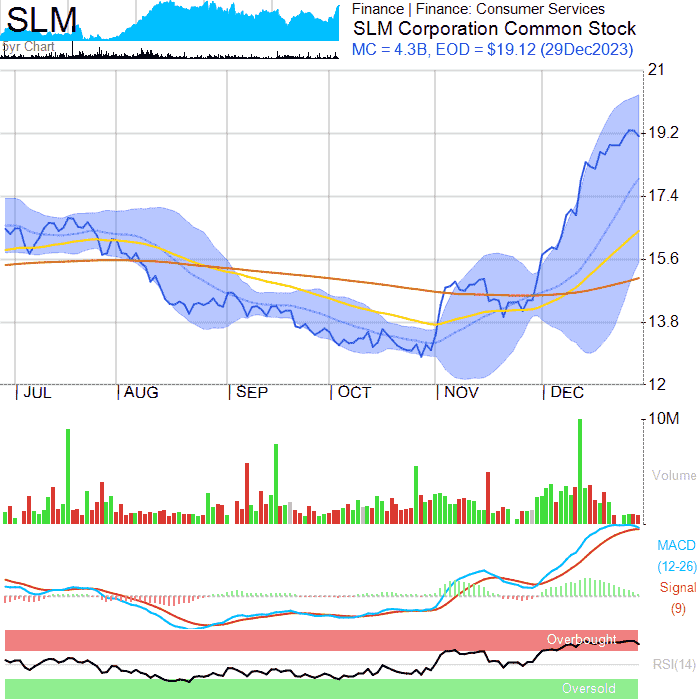 SLM
5yr Chart
Finance | Finance: Consumer Services
SLM Corporation Common Stock
MC = 4.3B, EOD = $19.12 (29Dec2023)
21
19.2
17.4
15.6
13.8
12
JUL
AUG
SEP
OCT
NOV
DEC
10M
Volume
MACD
(12-26)
Signal
(9)
Overbought
RSI(14)
Oversold